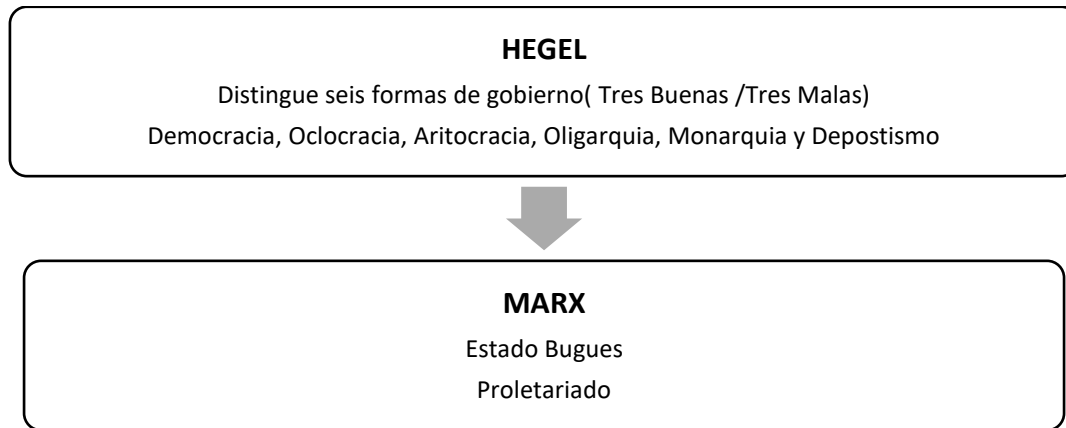 HEGEL
Distingue seis formas de gobierno( Tres Buenas /Tres Malas)
Democracia, Oclocracia, Aritocracia, Oligarquia, Monarquia y Depostismo
MARX
Estado Bugues
Proletariado